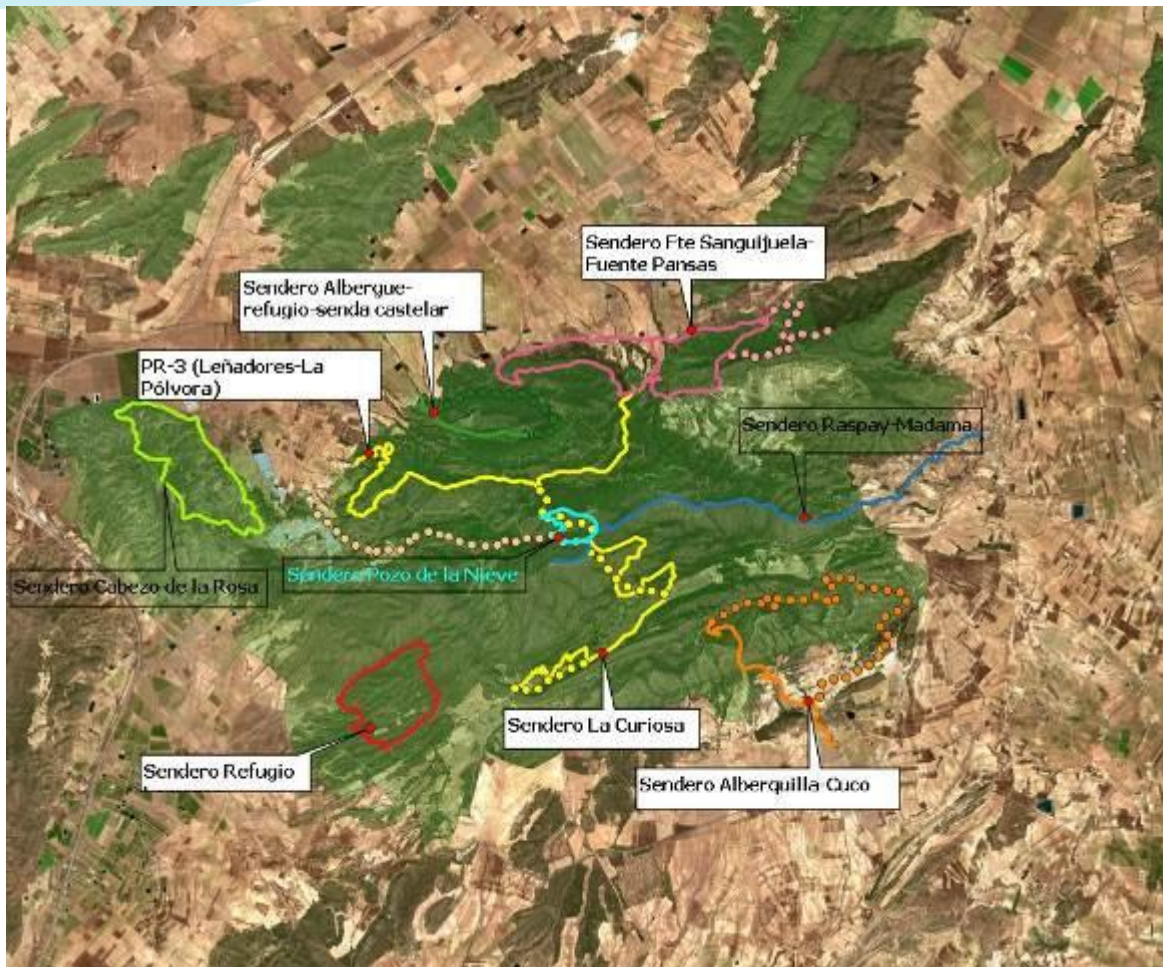 Sendero Fte Sanguijuela-
Fuente Pansas
Sendero Albergue-
refugio-senda castelar
PR-3 (Leñadores-La
Pólvora)
Sendero Raspay-Madama
Sendero Cabezo de la Rosa
Sendero Pozo de la Nieve
Sendero La Curiosa
Sendero Refugio
Sendero Alberquilla-Cuco